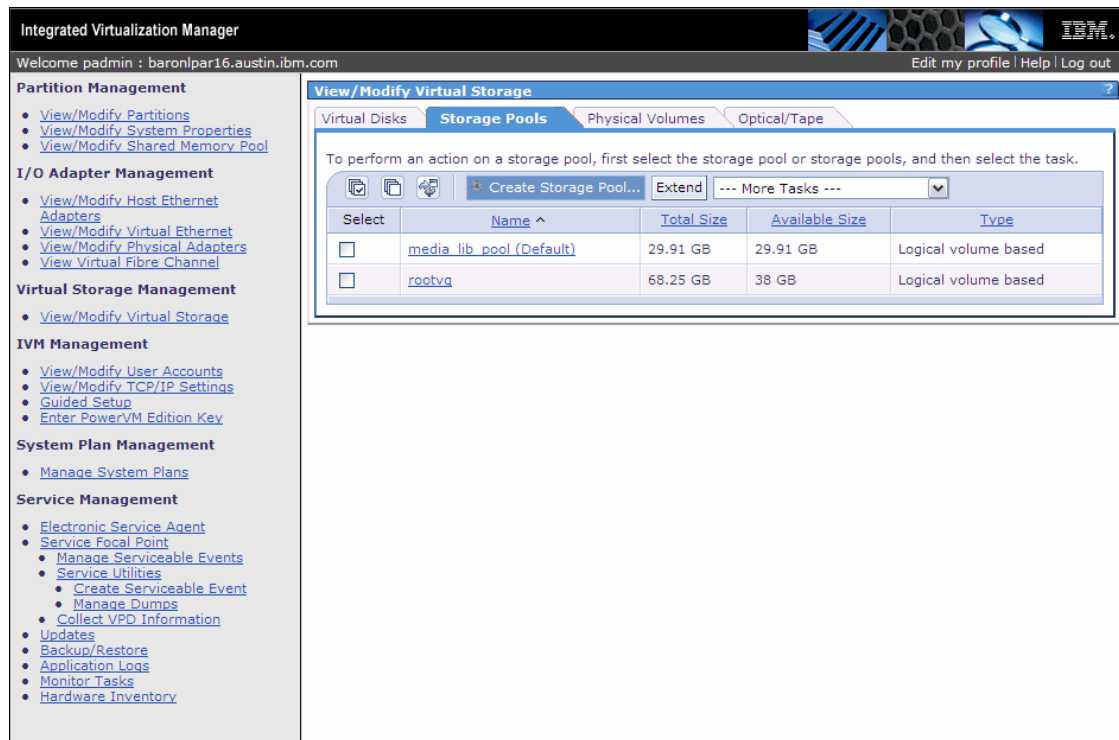 Integrated Virtualization Manager
IBM.
Welcome padmin : baronlpar16.austin.ibm.com
Edit my profile | Help | Log out
Partition Management
View/Modify Partitions
View/Modify System Properties
View/Modify Shared Memory Pool
I/O Adapter Management
View/Modify Host Ethernet
Adapters
View/Modify Virtual Ethernet
View/Modify Physical Adapters
View Virtual Fibre Channel
Virtual Storage Management
View/Modify Virtual Storage
IVM Management
View/Modify User Accounts
View/Modify TCP/IP Settings
Guided Setup
Enter PowerVM Edition Key
System Plan Management
Manage System Plans
Service Management
Electronic Service Agent
Service Focal Point
Manage Serviceable Events
Service Utilities
Create Serviceable Event
Manage Dumps
Collect VPD Information
Updates
Backup/Restore
Application Logs
Monitor Tasks
Hardware Inventory
View/Modify Virtual Storage ?
Virtual Disks Storage Pools Physical Volumes Optical/Tape
To perform an action on a storage pool, first select the storage pool or storage pools, and then select the task.
Create Storage Pool... Extend --- More Tasks ---
Select Name ^ Total Size Available Size Type
media_lib_pool (Default) 29.91 GB 29.91 GB Logical volume based
rootvg 68.25 GB 38 GB Logical volume based